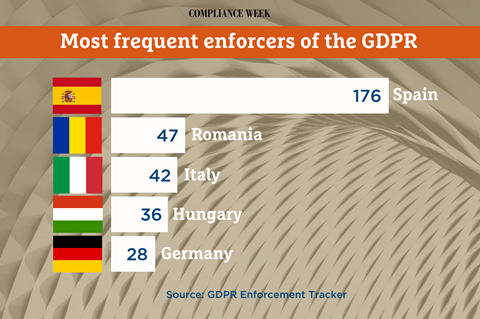 COMPLIANCE WEEK
Most frequent enforcers of the GDPR
176 Spain
47 Romania
42 Italy
36 Hungary
28 Germany
Source: GDPR Enforcement Tracker